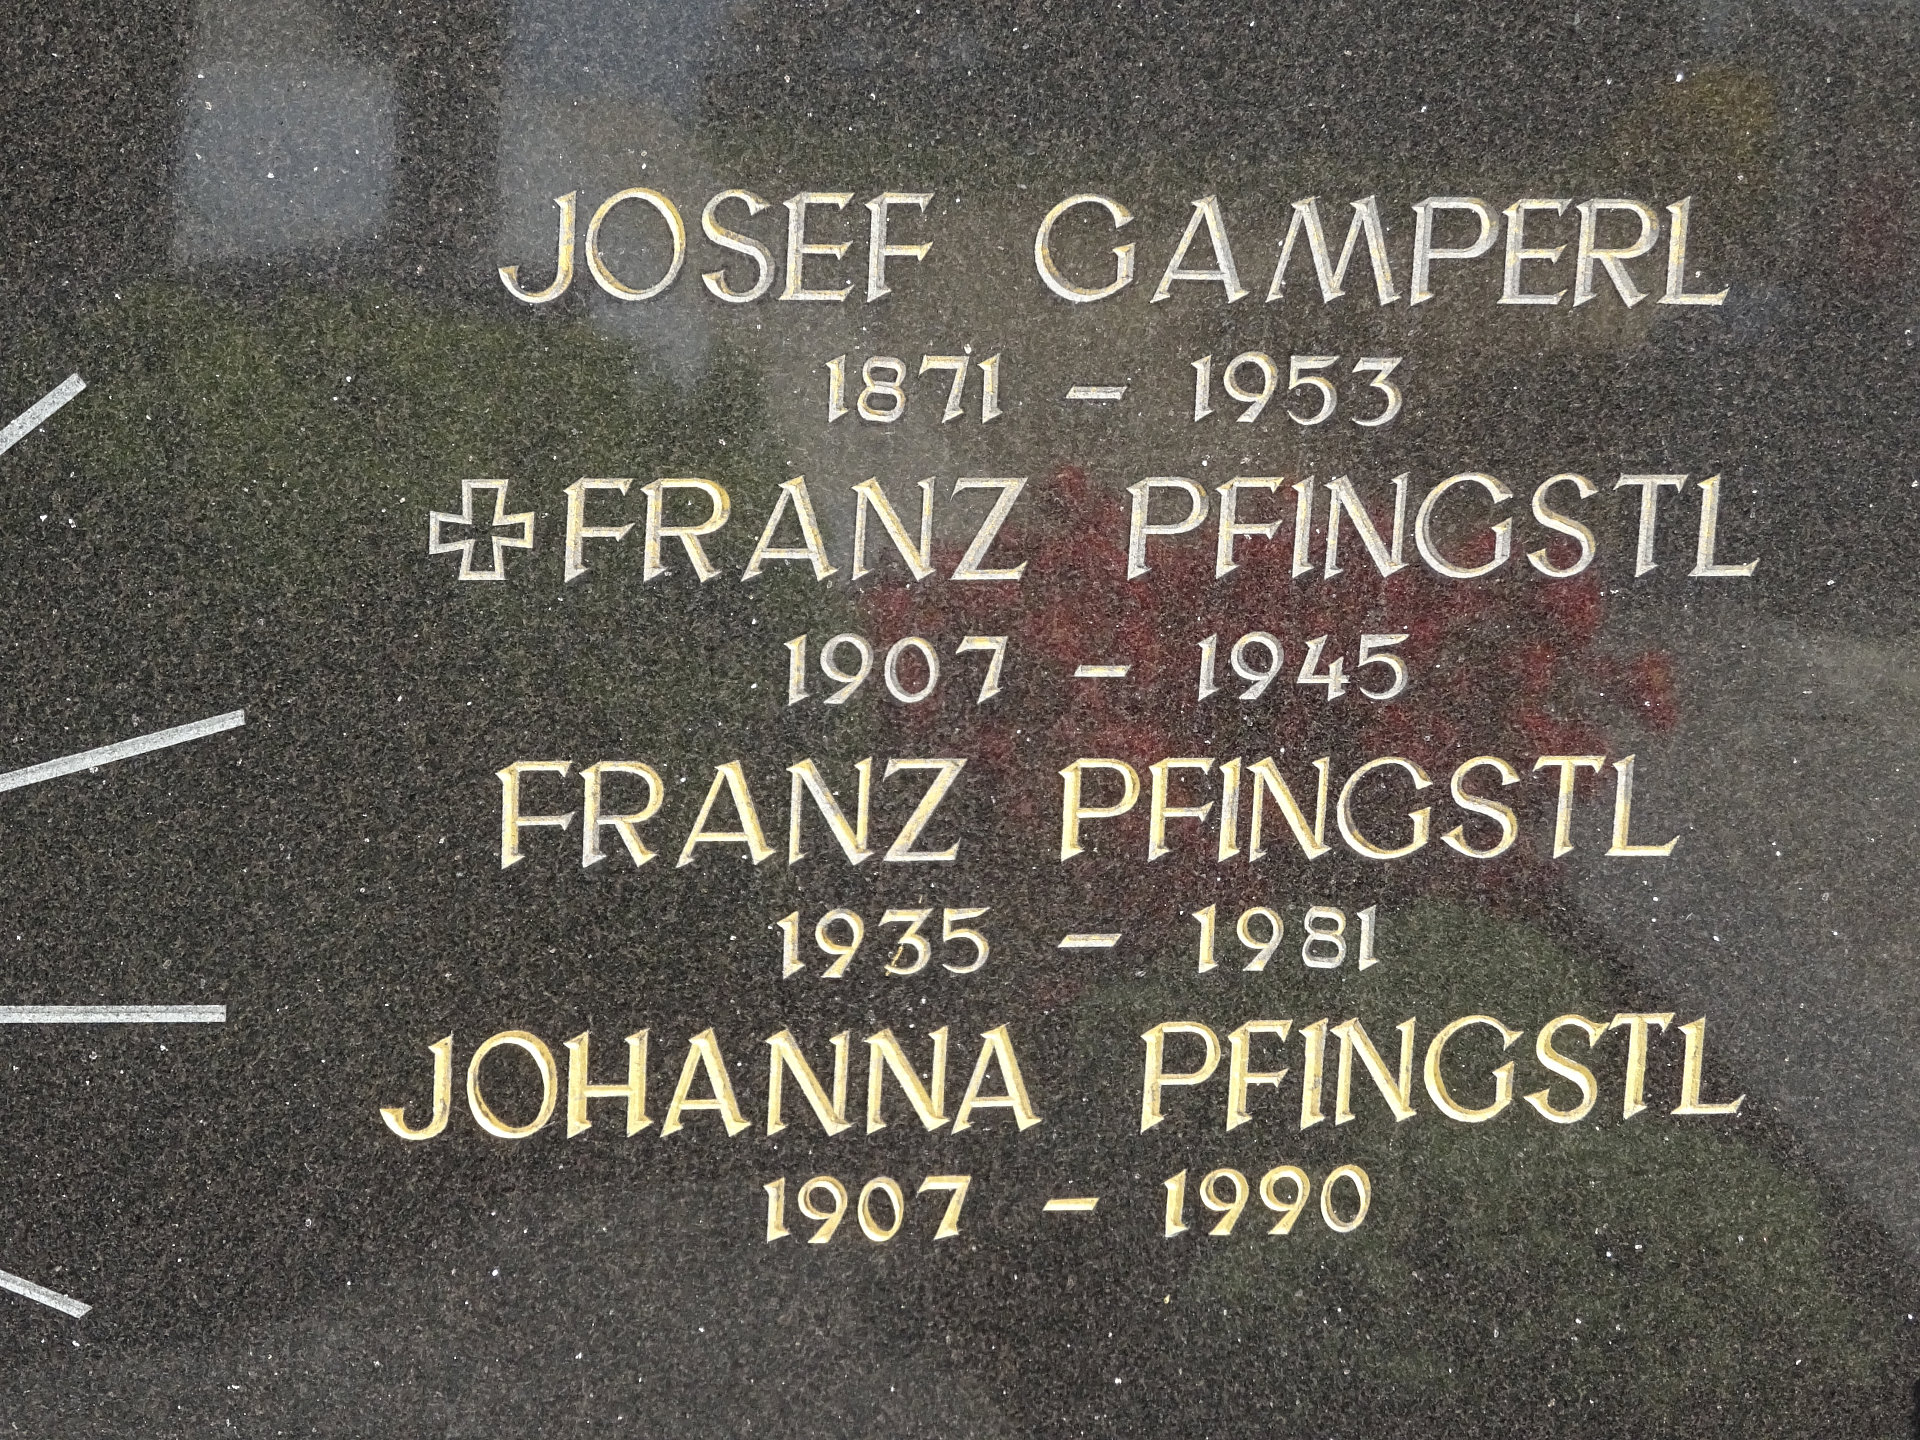 JOSEF GAMPERL
1871 – 1953
✠ FRANZ PFINGSTL
1907 – 1945
FRANZ PFINGSTL
1935 – 1981
JOHANNA PFINGSTL
1907 – 1990